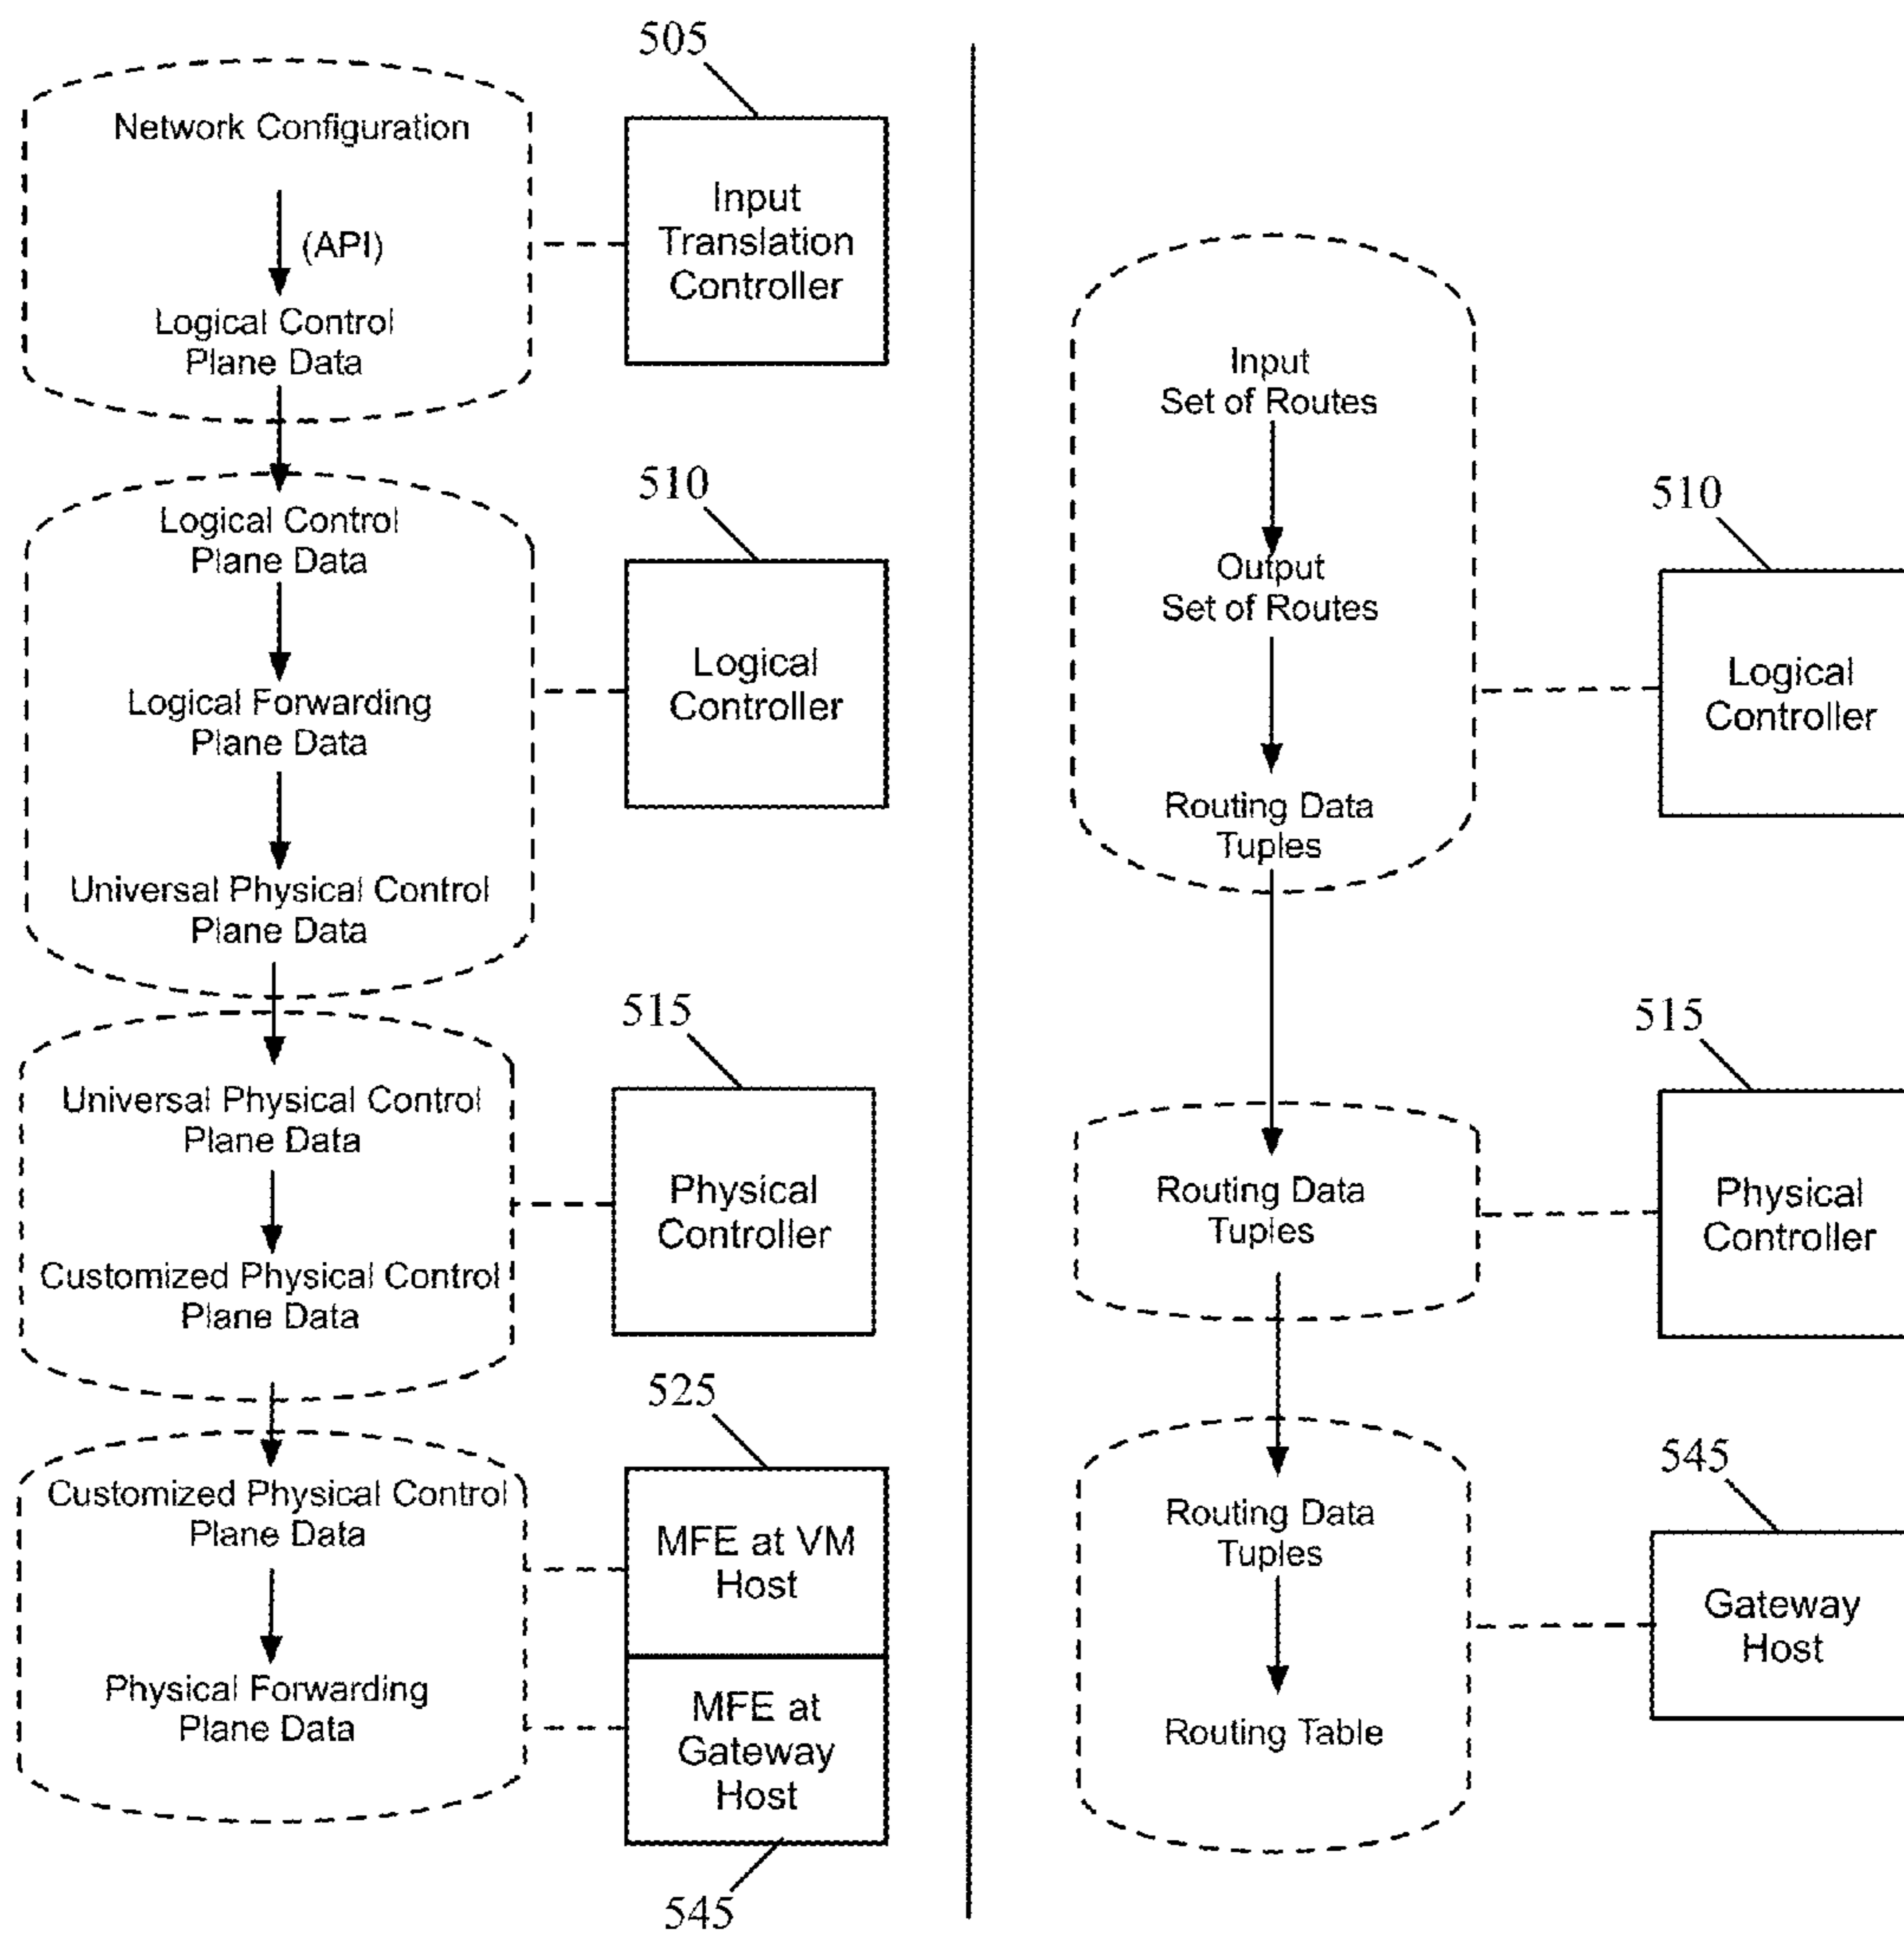 505
Network Configuration
(API)
Logical Control
Plane Data
Input
Translation
Controller
510
Logical Control
Plane Data
Logical Forwarding
Plane Data
Universal Physical Control
Plane Data
Logical
Controller
515
Universal Physical Control
Plane Data
Customized Physical Control
Plane Data
Physical
Controller
525
Customized Physical Control
Plane Data
Physical Forwarding
Plane Data
MFE at VM
Host
MFE at
Gateway
Host
545
Input
Set of Routes
Output
Set of Routes
Routing Data
Tuples
510
Logical
Controller
515
Routing Data
Tuples
Physical
Controller
545
Routing Data
Tuples
Routing Table
Gateway
Host